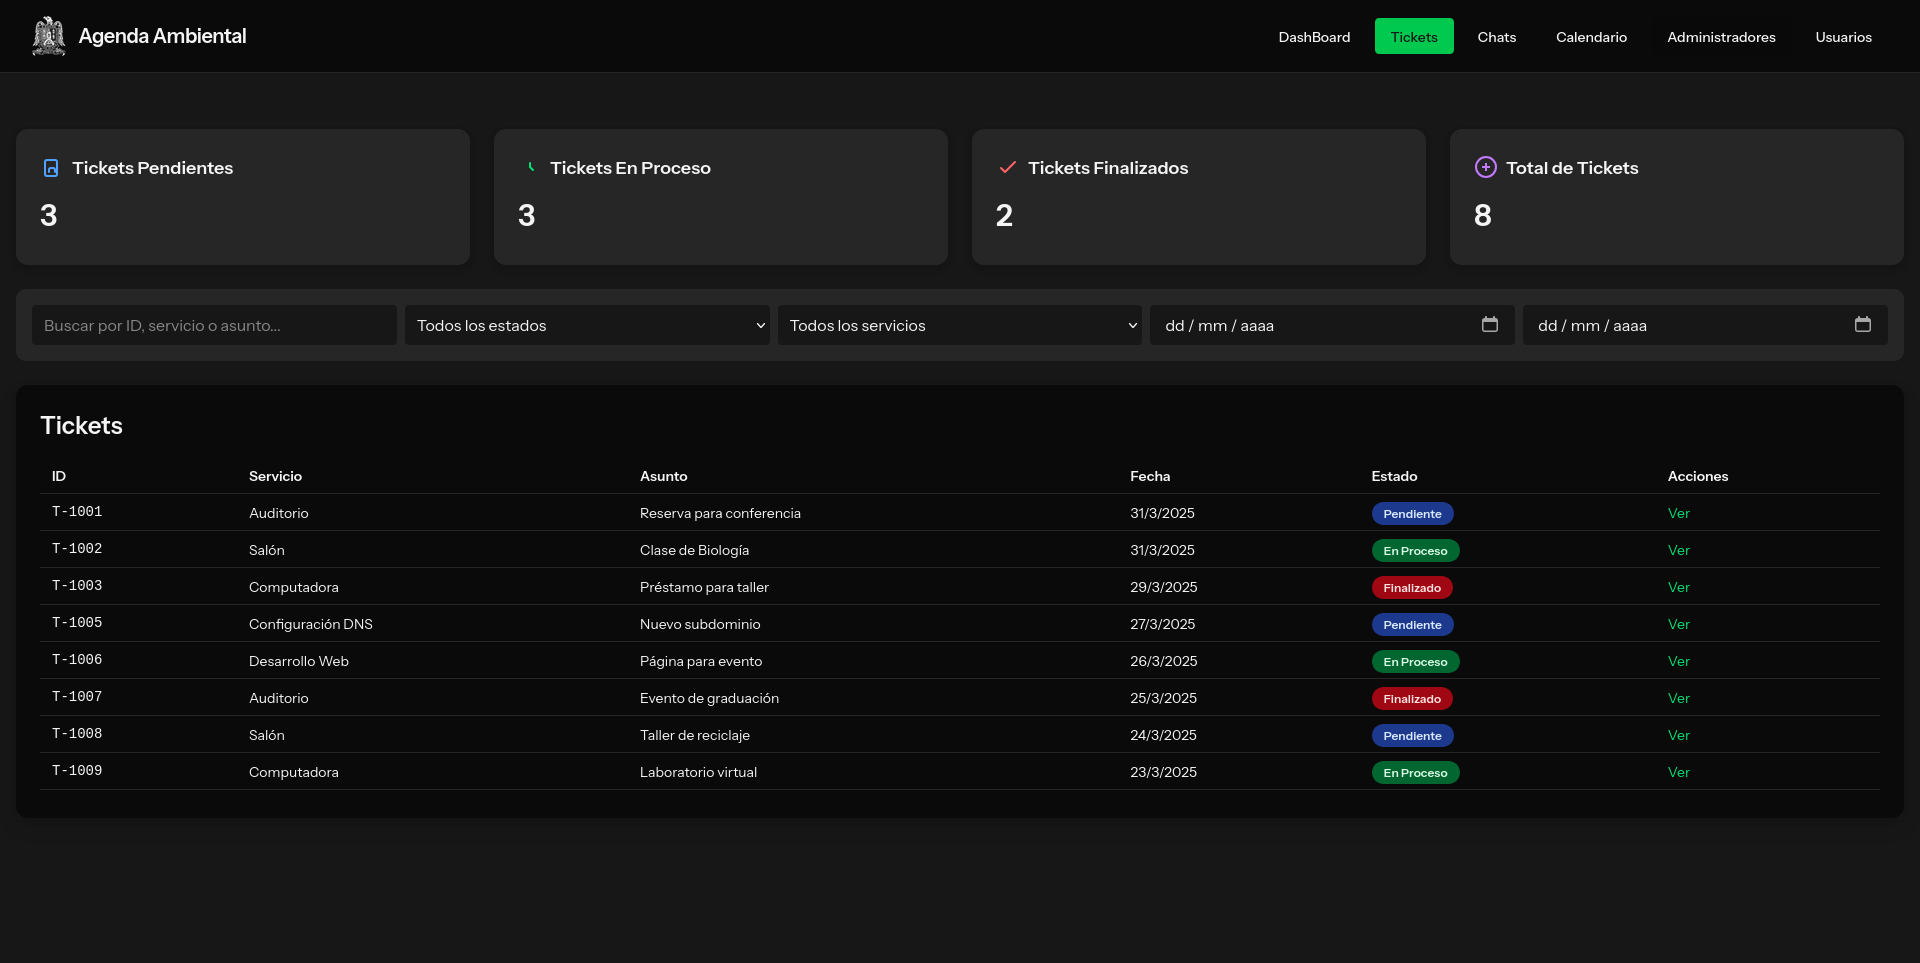 Agenda Ambiental DashBoard Tickets Chats Calendario Administradores Usuarios
Tickets Pendientes Tickets En Proceso Tickets Finalizados Total de Tickets
3 3 2 8
Buscar por ID, servicio o asunto... Todos los estados Todos los servicios dd / mm / aaaa dd / mm / aaaa
Tickets
ID Servicio Asunto Fecha Estado Acciones
T-1001 Auditorio Reserva para conferencia 31/3/2025 Pendiente Ver
T-1002 Salón Clase de Biología 31/3/2025 En Proceso Ver
T-1003 Computadora Préstamo para taller 29/3/2025 Finalizado Ver
T-1005 Configuración DNS Nuevo subdominio 27/3/2025 Pendiente Ver
T-1006 Desarrollo Web Página para evento 26/3/2025 En Proceso Ver
T-1007 Auditorio Evento de graduación 25/3/2025 Finalizado Ver
T-1008 Salón Taller de reciclaje 24/3/2025 Pendiente Ver
T-1009 Computadora Laboratorio virtual 23/3/2025 En Proceso Ver